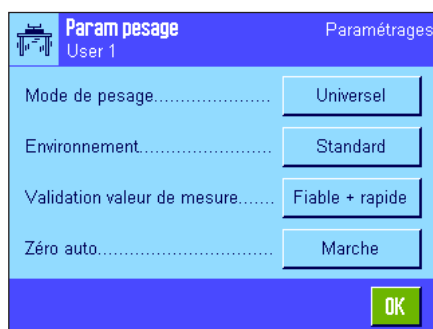 Param pesage Paramétrages
User 1
Mode de pesage...................... Universel
Environnement......................... Standard
Validation valeur de mesure....... Fiable + rapide
Zéro auto................................. Marche
OK